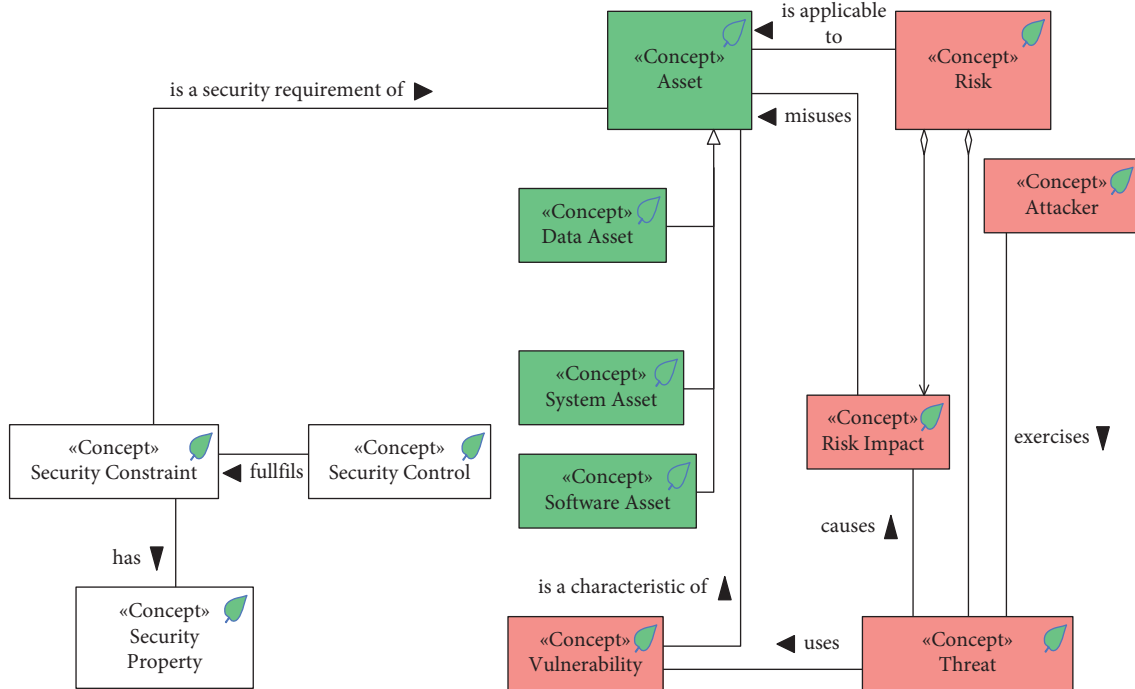 is applicable
to
«Concept»
Asset
«Concept»
Risk
is a security requirement of
misuses
«Concept»
Attacker
«Concept»
Data Asset
«Concept»
System Asset
«Concept»
Risk Impact
exercises
«Concept»
Security Constraint
fullfils
«Concept»
Security Control
«Concept»
Software Asset
causes
has
is a characteristic of
«Concept»
Security
Property
«Concept»
Vulnerability
uses
«Concept»
Threat